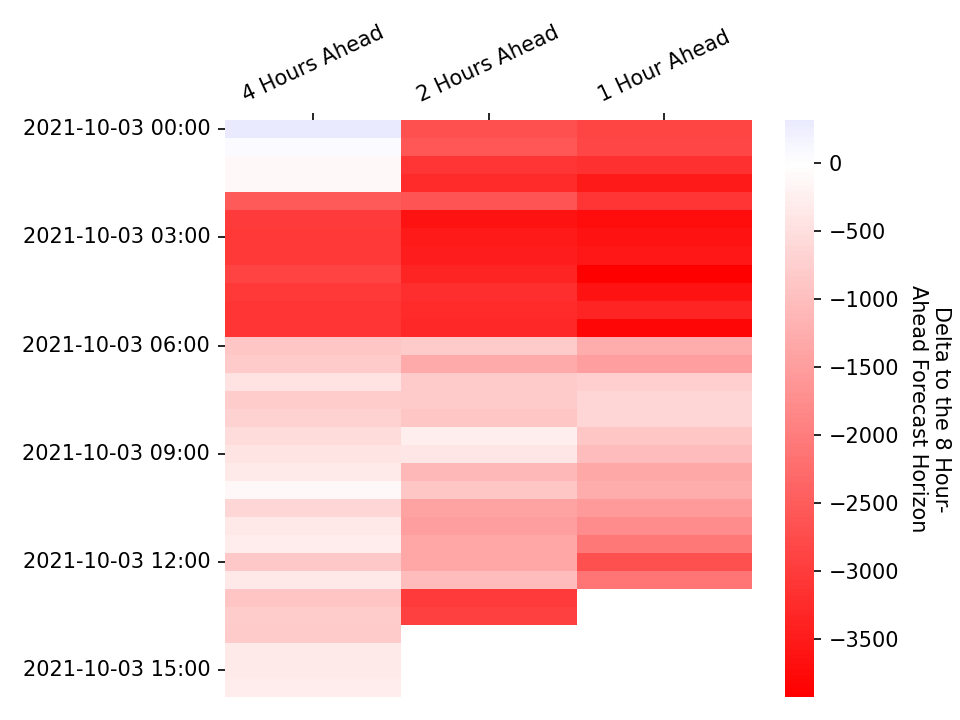 4 Hours Ahead
2 Hours Ahead
1 Hour Ahead
2021-10-03 00:00
2021-10-03 03:00
2021-10-03 06:00
2021-10-03 09:00
2021-10-03 12:00
2021-10-03 15:00
0
−500
−1000
−1500
−2000
−2500
−3000
−3500
Delta to the 8 Hour-
Ahead Forecast Horizon